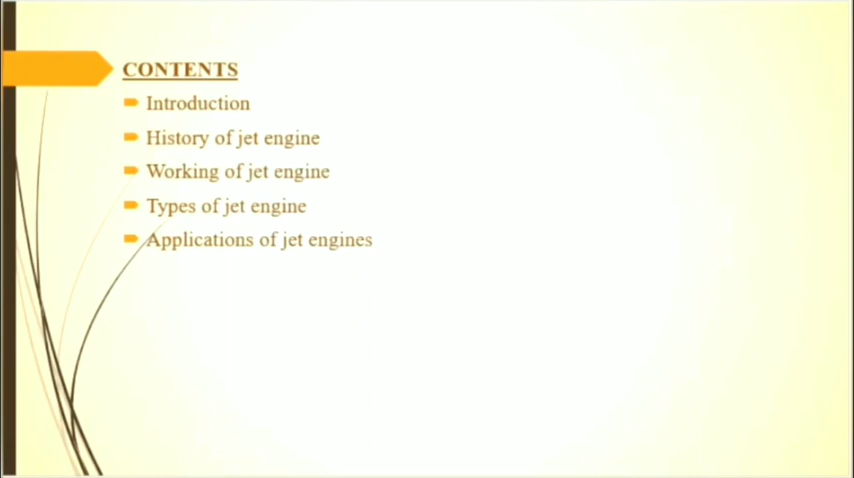 CONTENTS
Introduction
History of jet engine
Working of jet engine
Types of jet engine
Applications of jet engines